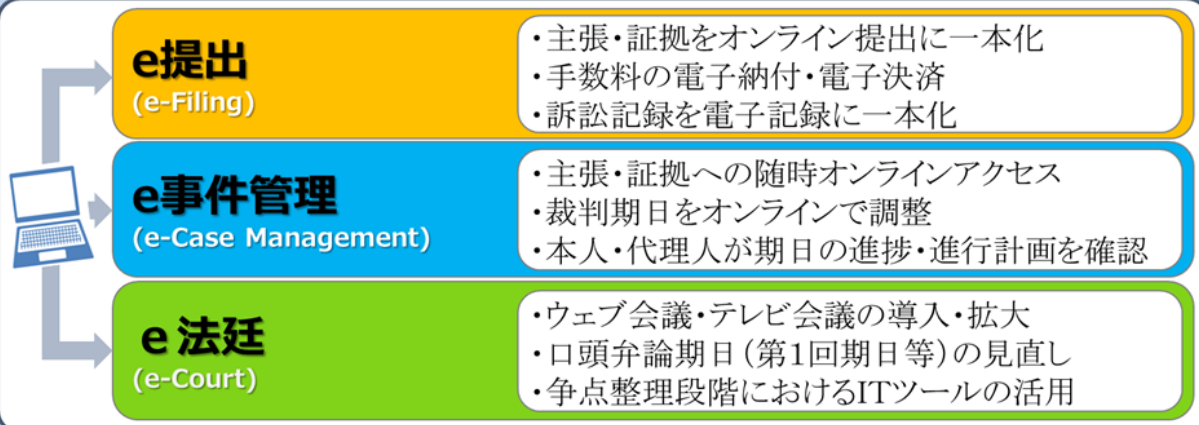 e提出
(e-Filing)
・主張・証拠をオンライン提出に一本化
・手数料の電子納付・電子決済
・訴訟記録を電子記録に一本化
e事件管理
(e-Case Management)
・主張・証拠への随時オンラインアクセス
・裁判期日をオンラインで調整
・本人・代理人が期日の進捗・進行計画を確認
e 法廷
(e-Court)
・ウェブ会議・テレビ会議の導入・拡大
・口頭弁論期日(第1回期日等)の見直し
・争点整理段階におけるITツールの活用